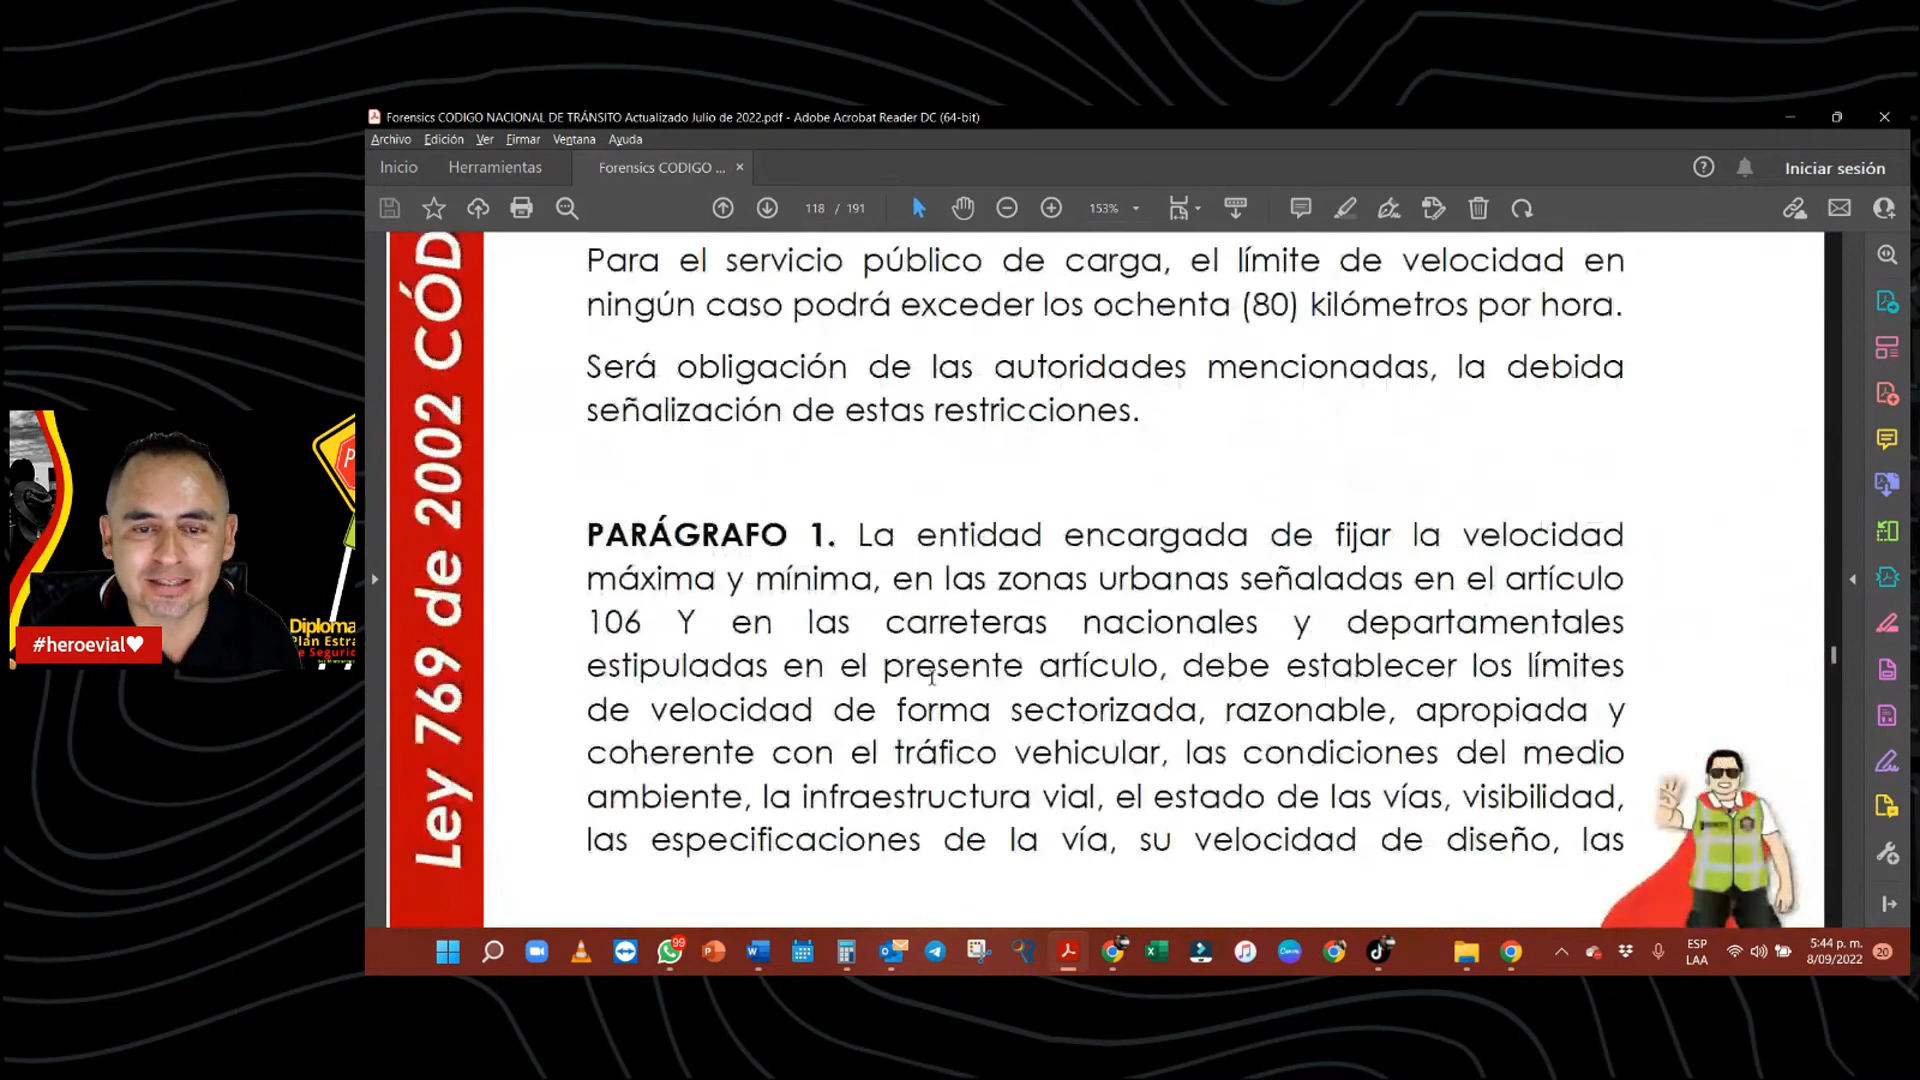 Forensics CODIGO NACIONAL DE TRÁNSITO Actualizado Julio de 2022.pdf - Adobe Acrobat Reader DC (64-bit)
Archivo Edición Ver Firmar Ventana Ayuda
Inicio Herramientas Forensics CODIGO ... × Iniciar sesión
118 / 191 153%
Ley 769 de 2002 CÓD
Para el servicio público de carga, el límite de velocidad en
ningún caso podrá exceder los ochenta (80) kilómetros por hora.
Será obligación de las autoridades mencionadas, la debida
señalización de estas restricciones.
PARÁGRAFO 1. La entidad encargada de fijar la velocidad
máxima y mínima, en las zonas urbanas señaladas en el artículo
106 Y en las carreteras nacionales y departamentales
estipuladas en el presente artículo, debe establecer los límites
de velocidad de forma sectorizada, razonable, apropiada y
coherente con el tráfico vehicular, las condiciones del medio
ambiente, la infraestructura vial, el estado de las vías, visibilidad,
las especificaciones de la vía, su velocidad de diseño, las
#heroevial♥
Diploma
Plan Estra
e Seguri
99
ESP
LAA
5:44 p. m.
8/09/2022
20